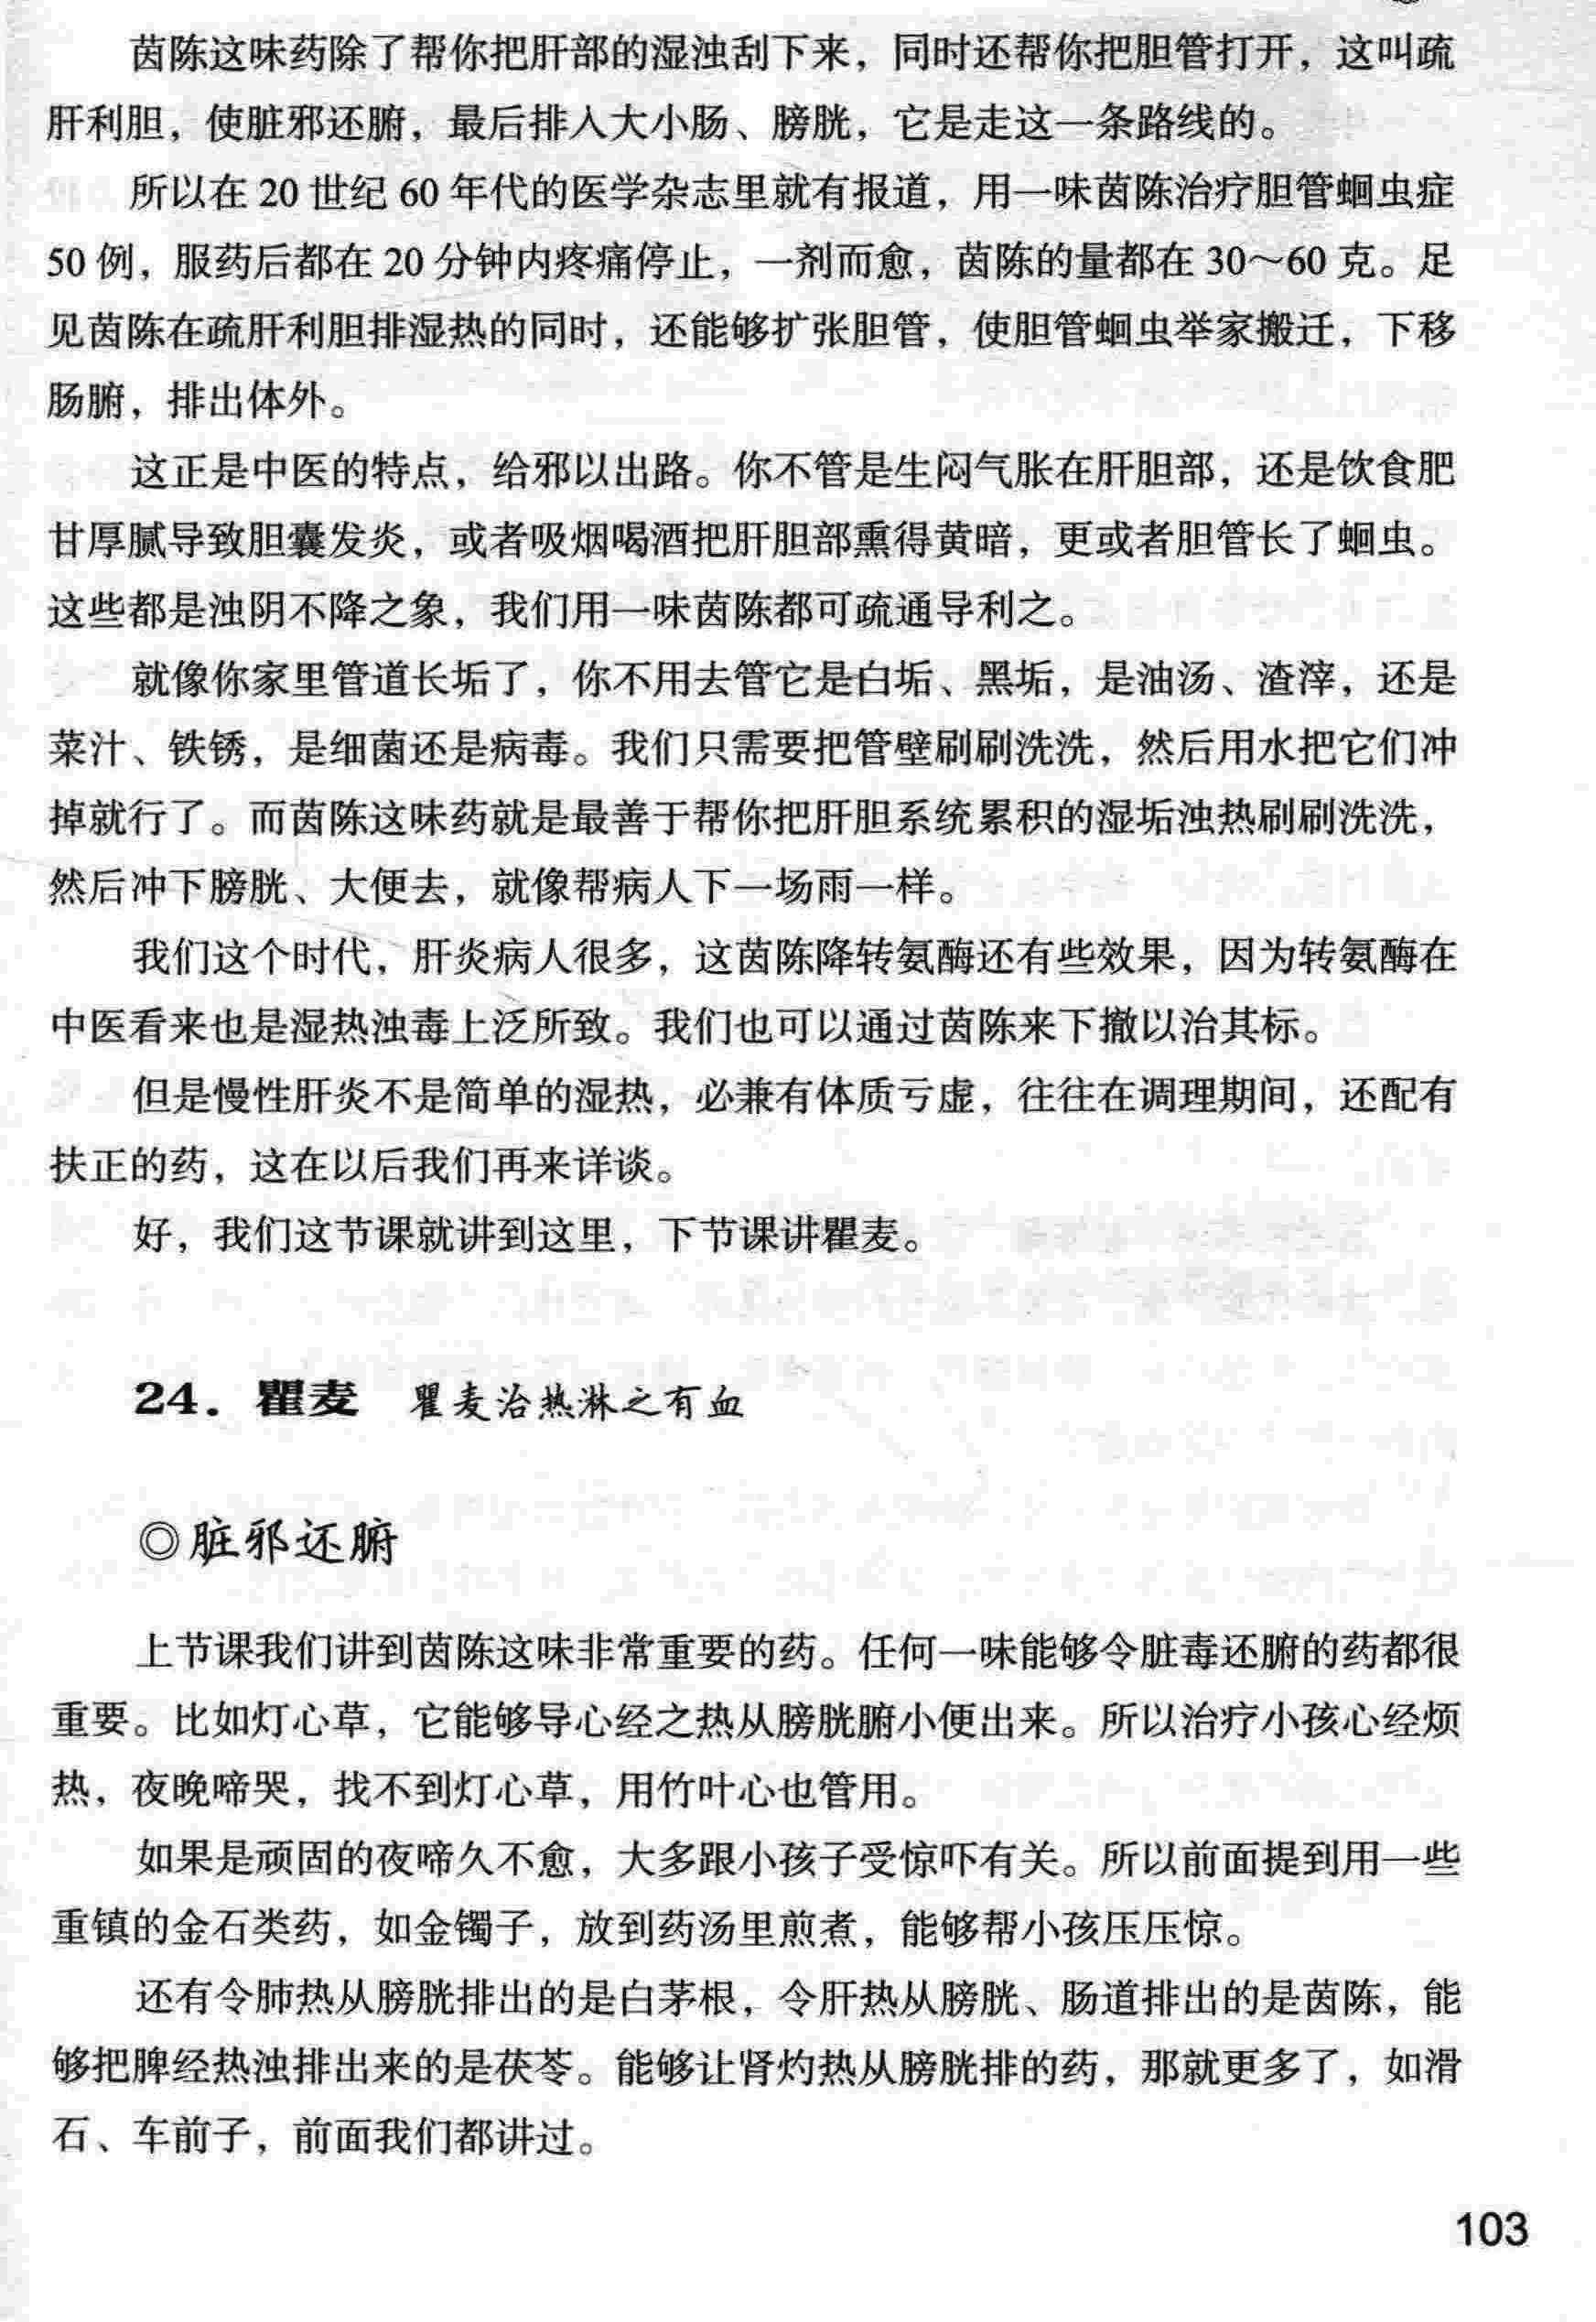 茵陈这味药除了帮你把肝部的湿浊刮下来，同时还帮你把胆管打开，这叫疏
肝利胆，使脏邪还腑，最后排入大小肠、膀胱，它是走这一条路线的。
所以在 20 世纪 60 年代的医学杂志里就有报道，用一味茵陈治疗胆管蛔虫症
50 例，服药后都在 20 分钟内疼痛停止，一剂而愈，茵陈的量都在 30～60 克。足
见茵陈在疏肝利胆排湿热的同时，还能够扩张胆管，使胆管蛔虫举家搬迁，下移
肠腑，排出体外。
这正是中医的特点，给邪以出路。你不管是生闷气胀在肝胆部，还是饮食肥
甘厚腻导致胆囊发炎，或者吸烟喝酒把肝胆部熏得黄暗，更或者胆管长了蛔虫。
这些都是浊阴不降之象，我们用一味茵陈都可疏通导利之。
就像你家里管道长垢了，你不用去管它是白垢、黑垢，是油汤、渣滓，还是
菜汁、铁锈，是细菌还是病毒。我们只需要把管壁刷刷洗洗，然后用水把它们冲
掉就行了。而茵陈这味药就是最善于帮你把肝胆系统累积的湿垢浊热刷刷洗洗，
然后冲下膀胱、大便去，就像帮病人下一场雨一样。
我们这个时代，肝炎病人很多，这茵陈降转氨酶还有些效果，因为转氨酶在
中医看来也是湿热浊毒上泛所致。我们也可以通过茵陈来下撤以治其标。
但是慢性肝炎不是简单的湿热，必兼有体质亏虚，往往在调理期间，还配有
扶正的药，这在以后我们再来详谈。
好，我们这节课就讲到这里，下节课讲瞿麦。
24．瞿麦 瞿麦治热淋之有血
◎脏邪还腑
上节课我们讲到茵陈这味非常重要的药。任何一味能够令脏毒还腑的药都很
重要。比如灯心草，它能够导心经之热从膀胱腑小便出来。所以治疗小孩心经烦
热，夜晚啼哭，找不到灯心草，用竹叶心也管用。
如果是顽固的夜啼久不愈，大多跟小孩子受惊吓有关。所以前面提到用一些
重镇的金石类药，如金镯子，放到药汤里煎煮，能够帮小孩压压惊。
还有令肺热从膀胱排出的是白茅根，令肝热从膀胱、肠道排出的是茵陈，能
够把脾经热浊排出来的是茯苓。能够让肾灼热从膀胱排的药，那就更多了，如滑
石、车前子，前面我们都讲过。
103